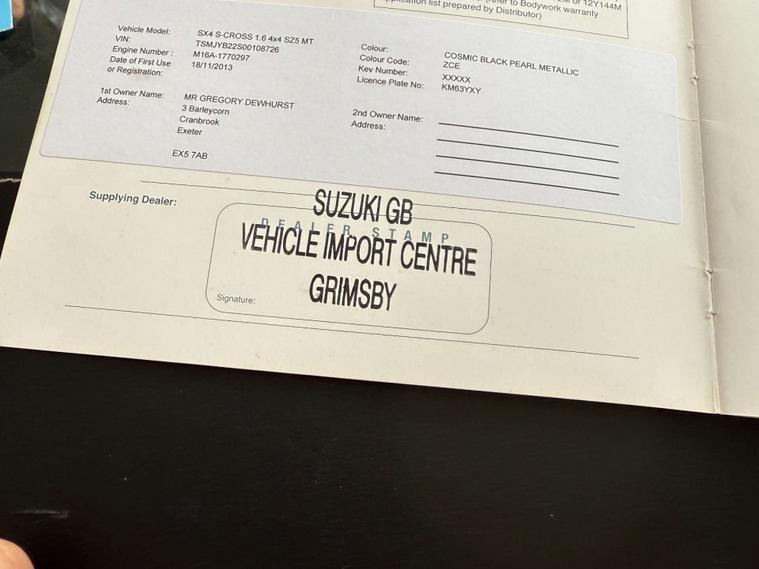 (refer to Bodywork warranty
application list prepared by Distributor)
Vehicle Model: SX4 S-CROSS 1.6 4x4 SZ5 MT
VIN: TSMJYB22S00108726
Engine Number : M16A-1770297
Date of First Use 18/11/2013
or Registration:
Colour: COSMIC BLACK PEARL METALLIC
Colour Code: ZCE
Key Number: XXXXX
Licence Plate No: KM63YXY
1st Owner Name: MR GREGORY DEWHURST
Address: 3 Barleycorn
Cranbrook
Exeter
EX5 7AB
2nd Owner Name:
Address:
Supplying Dealer:
SUZUKI GB
DEALER STAMP
VEHICLE IMPORT CENTRE
GRIMSBY
Signature: